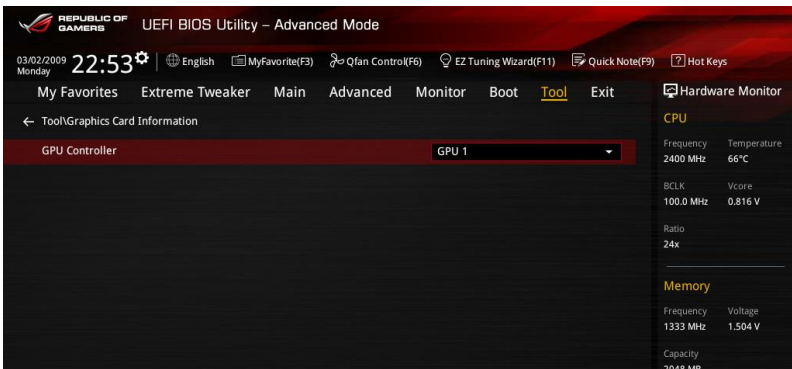 REPUBLIC OF
GAMERS
UEFI BIOS Utility – Advanced Mode
03/02/2009
Monday
22:53
English
MyFavorite(F3)
Qfan Control(F6)
EZ Tuning Wizard(F11)
Quick Note(F9)
? Hot Keys
My Favorites Extreme Tweaker Main Advanced Monitor Boot Tool Exit
Hardware Monitor
← Tool\Graphics Card Information
GPU Controller GPU 1
CPU
Frequency Temperature
2400 MHz 66°C
BCLK Vcore
100.0 MHz 0.816 V
Ratio
24x
Memory
Frequency Voltage
1333 MHz 1.504 V
Capacity
2048 MB